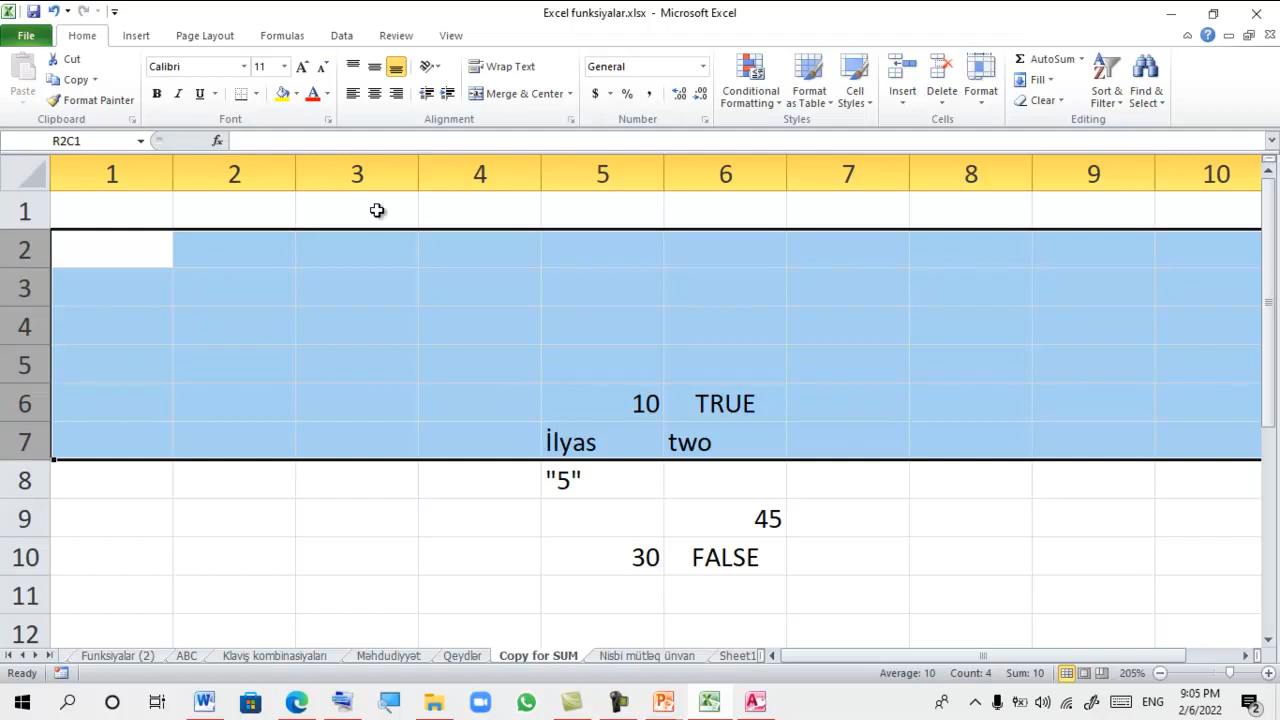 Excel funksiyalar.xlsx - Microsoft Excel
File Home Insert Page Layout Formulas Data Review View
Paste
Cut
Copy
Format Painter
Clipboard
Calibri 11
B I U
Font
Wrap Text
Merge & Center
Alignment
General
$ % ,
Number
Conditional Formatting
Format as Table
Cell Styles
Styles
Insert Delete Format
Cells
AutoSum
Fill
Clear
Sort & Filter
Find & Select
Editing
R2C1 fx
1 2 3 4 5 6 7 8 9 10
1
2
3
4
5
6 10 TRUE
7 İlyas two
8 "5"
9 45
10 30 FALSE
11
12
Funksiyalar (2) ABC Klaviş kombinasiyaları Məhdudiyyət Qeydlər Copy for SUM Nisbi mütləq ünvan Sheet1
Ready Average: 10 Count: 4 Sum: 10 205%
ENG 9:05 PM
2/6/2022 2